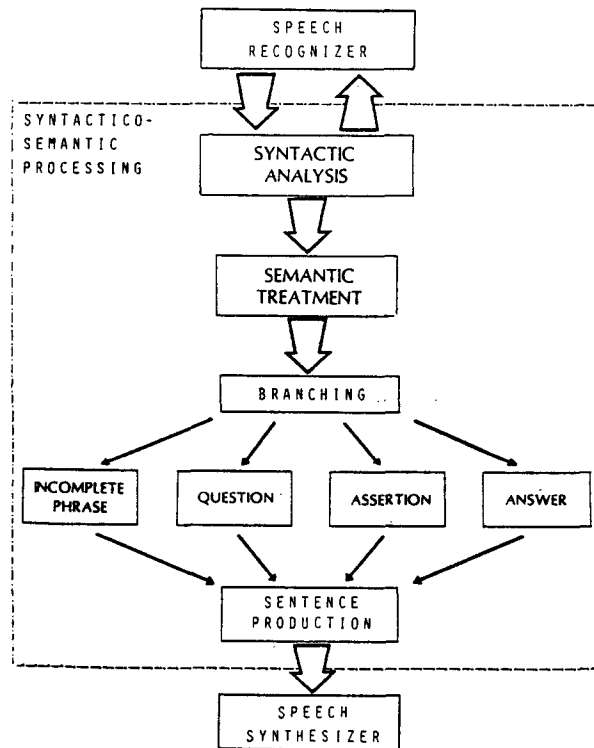 SPEECH
RECOGNIZER
SYNTACTICO-
SEMANTIC
PROCESSING
SYNTACTIC
ANALYSIS
SEMANTIC
TREATMENT
BRANCHING
INCOMPLETE
PHRASE
QUESTION
ASSERTION
ANSWER
SENTENCE
PRODUCTION
SPEECH
SYNTHESIZER